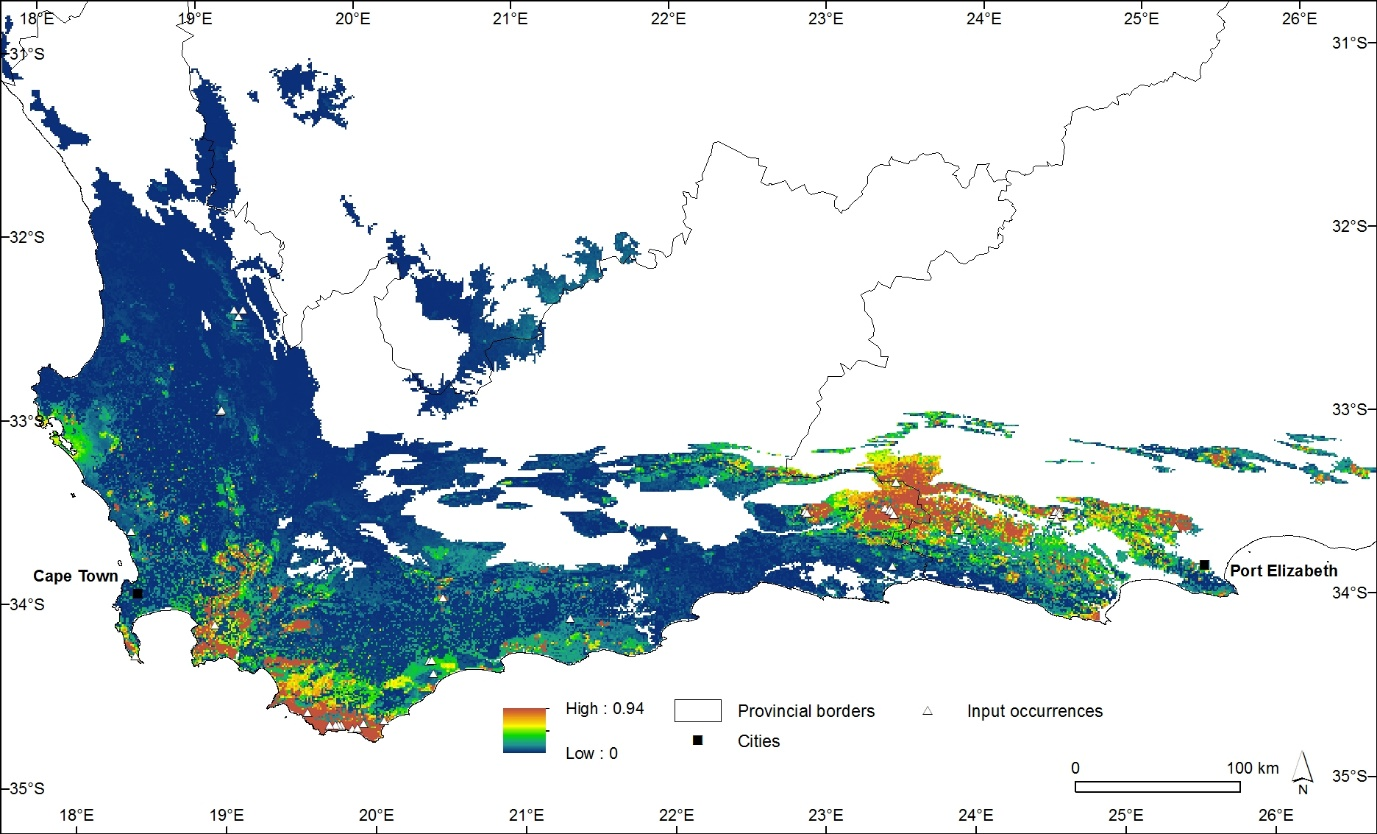 18°E 19°E 20°E 21°E 22°E 23°E 24°E 25°E 26°E
31°S 31°S
32°S 32°S
33°S 33°S
Cape Town Port Elizabeth
34°S 34°S
High : 0.94 Provincial borders Input occurrences
Low : 0 Cities
0 100 km
35°S 35°S
N
18°E 19°E 20°E 21°E 22°E 23°E 24°E 25°E 26°E